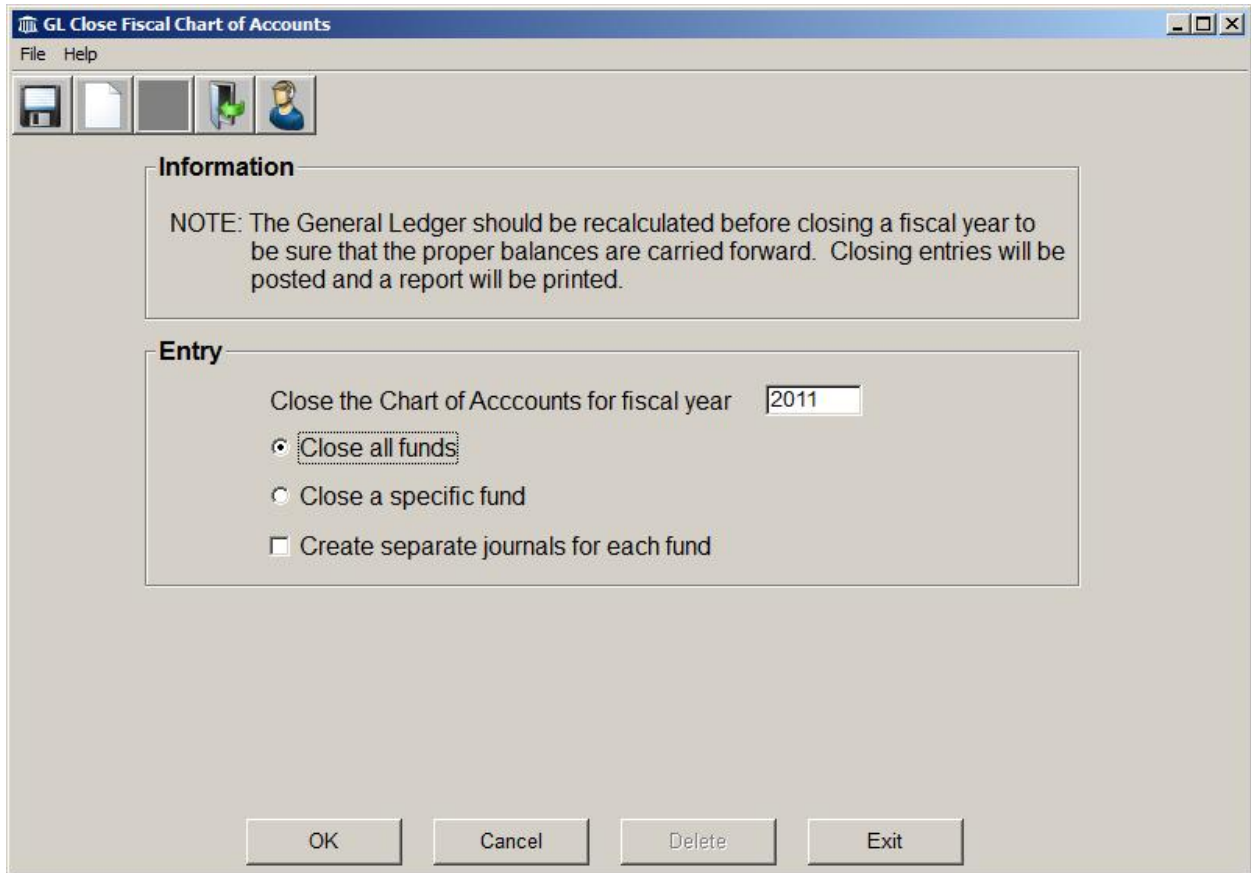 GL Close Fiscal Chart of Accounts
File Help
Information
NOTE: The General Ledger should be recalculated before closing a fiscal year to
be sure that the proper balances are carried forward. Closing entries will be
posted and a report will be printed.
Entry
Close the Chart of Acccounts for fiscal year 2011
Close all funds
Close a specific fund
Create separate journals for each fund
OK Cancel Delete Exit